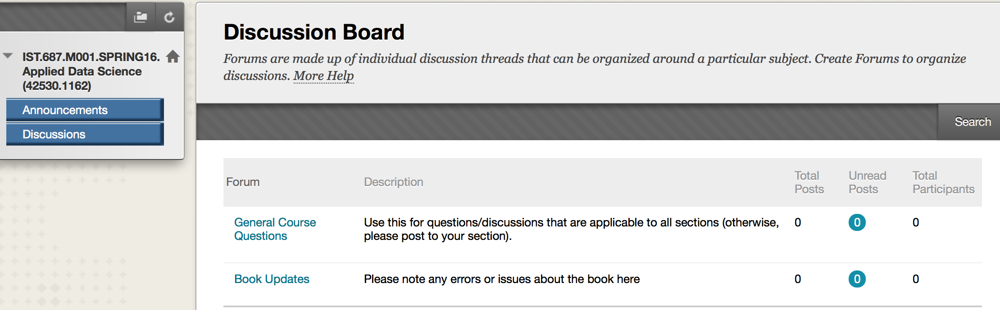 IST.687.M001.SPRING16.
Applied Data Science
(42530.1162)
Announcements
Discussions
Discussion Board
Forums are made up of individual discussion threads that can be organized around a particular subject. Create Forums to organize
discussions. More Help
Search
Forum Description Total Posts Unread Posts Total Participants
General Course Questions
Use this for questions/discussions that are applicable to all sections (otherwise,
please post to your section).
0 0 0
Book Updates Please note any errors or issues about the book here 0 0 0